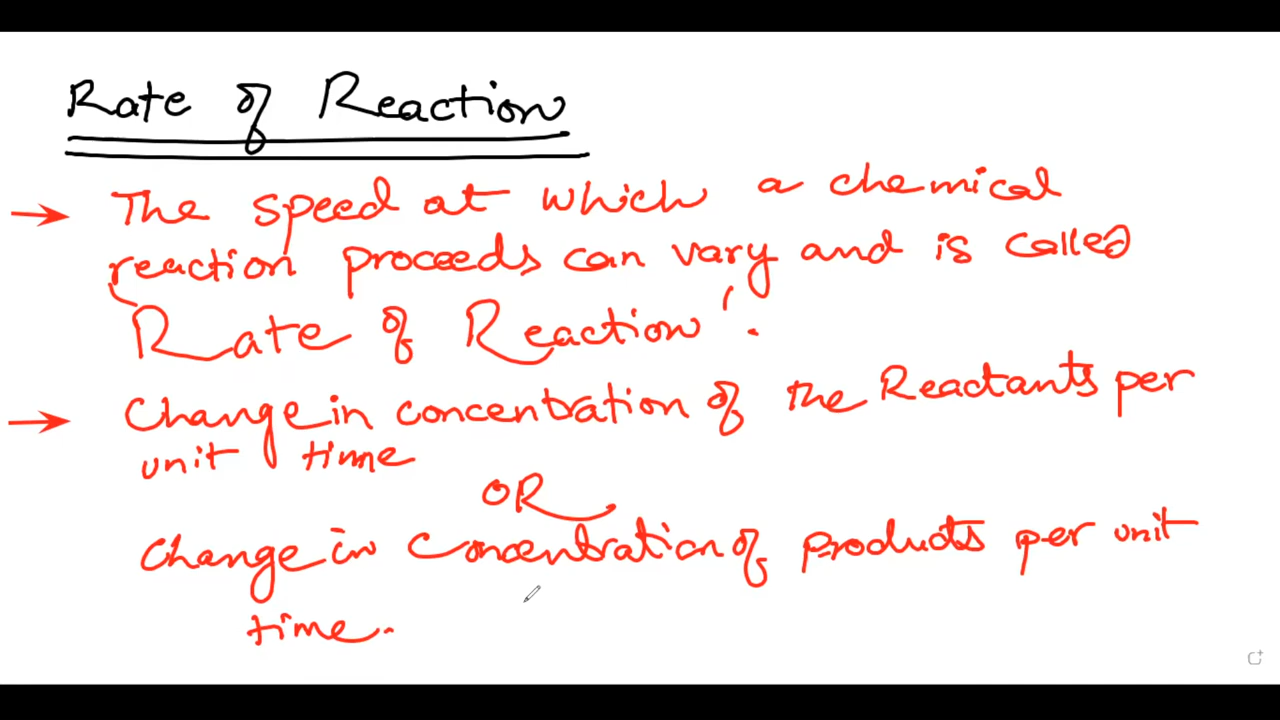 Rate of Reaction
→ The speed at which a chemical
reaction proceeds can vary and is called
Rate of Reaction'.
→ Change in concentration of the Reactants per
unit time
OR
Change in Concentration of products per unit
time.